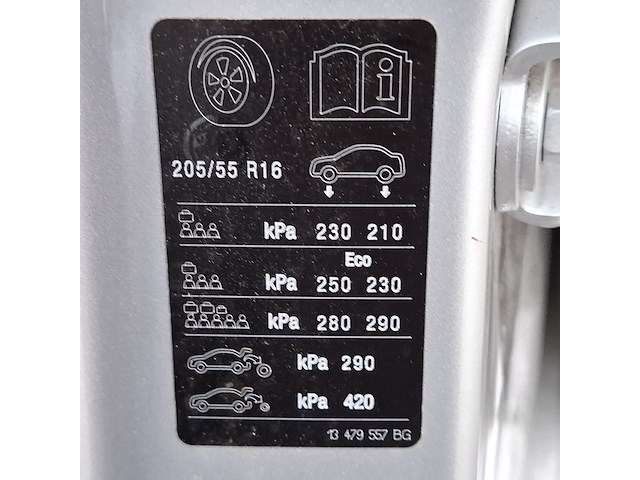 205/55 R16
kPa 230 210
Eco
kPa 250 230
kPa 280 290
kPa 290
kPa 420
13 479 557 BG